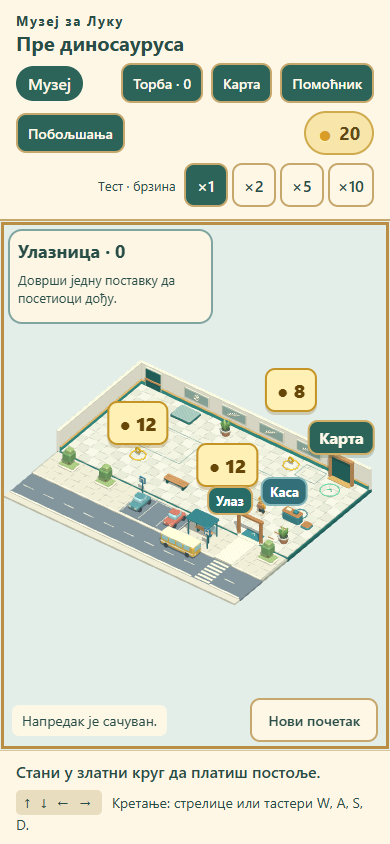 Музеј за Луку
Пре диносауруса
Музеј
Торба · 0
Карта
Помоћник
Побољшања
20
Тест · брзина
×1
×2
×5
×10
Улазница · 0
Доврши једну поставку да
посетиоци дођу.
8
12
Карта
12
Каса
Улаз
Напредак је сачуван.
Нови почетак
Стани у златни круг да платиш постоље.
↑ ↓ ← → Кретање: стрелице или тастери W, A, S,
D.